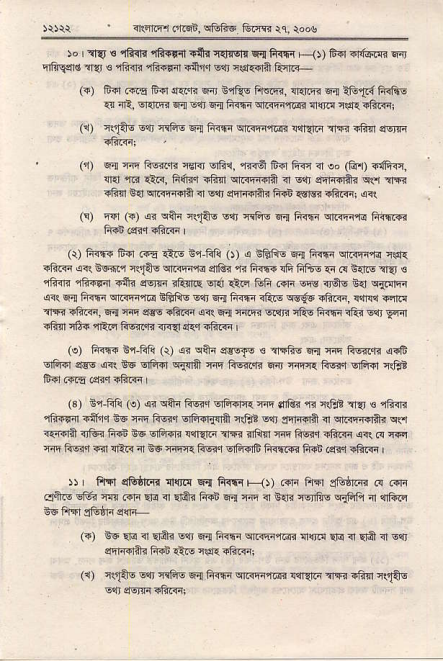 ১২১২২ বাংলাদেশ গেজেট, অতিরিক্ত ডিসেম্বর ২৭, ২০০৬
১০। স্বাস্থ্য ও পরিবার পরিকল্পনা কর্মীর সহায়তায় জন্ম নিবন্ধন।—(১) টিকা কার্যক্রমের জন্য
দায়িত্বপ্রাপ্ত স্বাস্থ্য ও পরিবার পরিকল্পনা কর্মীগণ তথ্য সংগ্রহকারী হিসাবে—
(ক) টিকা কেন্দ্রে টিকা গ্রহণের জন্য উপস্থিত শিশুদের, যাহাদের জন্ম ইতিপূর্বে নিবন্ধিত
হয় নাই, তাহাদের জন্ম তথ্য জন্ম নিবন্ধন আবেদনপত্রের মাধ্যমে সংগ্রহ করিবেন;
(খ) সংগৃহীত তথ্য সম্বলিত জন্ম নিবন্ধন আবেদনপত্রের যথাস্থানে স্বাক্ষর করিয়া প্রত্যয়ন
করিবেন;
(গ) জন্ম সনদ বিতরণের সম্ভাব্য তারিখ, পরবর্তী টিকা দিবস বা ৩০ (ত্রিশ) কর্মদিবস,
যাহা পরে হইবে, নির্ধারণ করিয়া আবেদনকারী বা তথ্য প্রদানকারীর অংশ স্বাক্ষর
করিয়া উহা আবেদনকারী বা তথ্য প্রদানকারীর নিকট হস্তান্তর করিবেন; এবং
(ঘ) দফা (ক) এর অধীন সংগৃহীত তথ্য সম্বলিত জন্ম নিবন্ধন আবেদনপত্র নিবন্ধকের
নিকট প্রেরণ করিবেন।
(২) নিবন্ধক টিকা কেন্দ্র হইতে উপ-বিধি (১) এ উল্লিখিত জন্ম নিবন্ধন আবেদনপত্র সংগ্রহ
করিবেন এবং উক্তরূপে সংগৃহীত আবেদনপত্র প্রাপ্তির পর নিবন্ধক যদি নিশ্চিত হন যে উহাতে স্বাস্থ্য ও
পরিবার পরিকল্পনা কর্মীর প্রত্যয়ন রহিয়াছে তাহা হইলে তিনি কোন তদন্ত ব্যতীত উহা অনুমোদন
এবং জন্ম নিবন্ধন আবেদনপত্রে উল্লিখিত তথ্য জন্ম নিবন্ধন বহিতে অন্তর্ভুক্ত করিবেন, যথাযথ কলামে
স্বাক্ষর করিবেন, জন্ম সনদ প্রস্তুত করিবেন এবং জন্ম সনদের তথ্যের সহিত নিবন্ধন বহির তথ্য তুলনা
করিয়া সঠিক পাইলে বিতরণের ব্যবস্থা গ্রহণ করিবেন।
(৩) নিবন্ধক উপ-বিধি (২) এর অধীন প্রস্তুতকৃত ও স্বাক্ষরিত জন্ম সনদ বিতরণের একটি
তালিকা প্রস্তুত এবং উক্ত তালিকা অনুযায়ী সনদ বিতরণের জন্য সনদসহ বিতরণ তালিকা সংশ্লিষ্ট
টিকা কেন্দ্রে প্রেরণ করিবেন।
(৪) উপ-বিধি (৩) এর অধীন বিতরণ তালিকাসহ সনদ প্রাপ্তির পর সংশ্লিষ্ট স্বাস্থ্য ও পরিবার
পরিকল্পনা কর্মীগণ উক্ত সনদ বিতরণ তালিকানুযায়ী সংশ্লিষ্ট তথ্য প্রদানকারী বা আবেদনকারীর অংশ
বহনকারী ব্যক্তির নিকট উক্ত তালিকার যথাস্থানে স্বাক্ষর রাখিয়া সনদ বিতরণ করিবেন এবং যে সকল
সনদ বিতরণ করা যাইবে না উক্ত সনদসহ বিতরণ তালিকাটি নিবন্ধকের নিকট প্রেরণ করিবেন।
১১। শিক্ষা প্রতিষ্ঠানের মাধ্যমে জন্ম নিবন্ধন।—(১) কোন শিক্ষা প্রতিষ্ঠানের যে কোন
শ্রেণীতে ভর্তির সময় কোন ছাত্র বা ছাত্রীর নিকট জন্ম সনদ বা উহার সত্যায়িত অনুলিপি না থাকিলে
উক্ত শিক্ষা প্রতিষ্ঠান প্রধান—
(ক) উক্ত ছাত্র বা ছাত্রীর তথ্য জন্ম নিবন্ধন আবেদনপত্রের মাধ্যমে ছাত্র বা ছাত্রী বা তথ্য
প্রদানকারীর নিকট হইতে সংগ্রহ করিবেন;
(খ) সংগৃহীত তথ্য সম্বলিত জন্ম নিবন্ধন আবেদনপত্রের যথাস্থানে স্বাক্ষর করিয়া সংগৃহীত
তথ্য প্রত্যয়ন করিবেন;